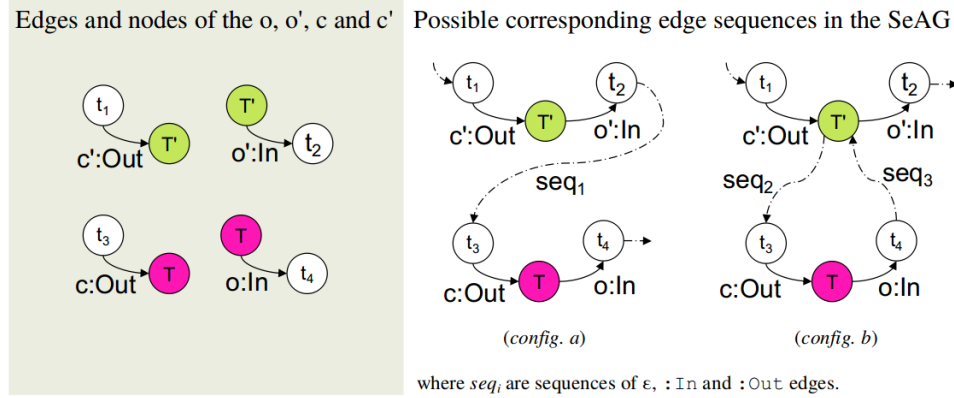 Edges and nodes of the o, o', c and c'
t₁
T'
c':Out
T'
o':In
t₂
t₃
T
c:Out
T
o:In
t₄
Possible corresponding edge sequences in the SeAG
t₁
t₂
T'
c':Out
o':In
seq₁
t₃
t₄
T
c:Out
o:In
(config. a)
t₁
t₂
T'
c':Out
o':In
seq₂
seq₃
t₃
t₄
T
c:Out
o:In
(config. b)
where seqᵢ are sequences of ε, :In and :Out edges.